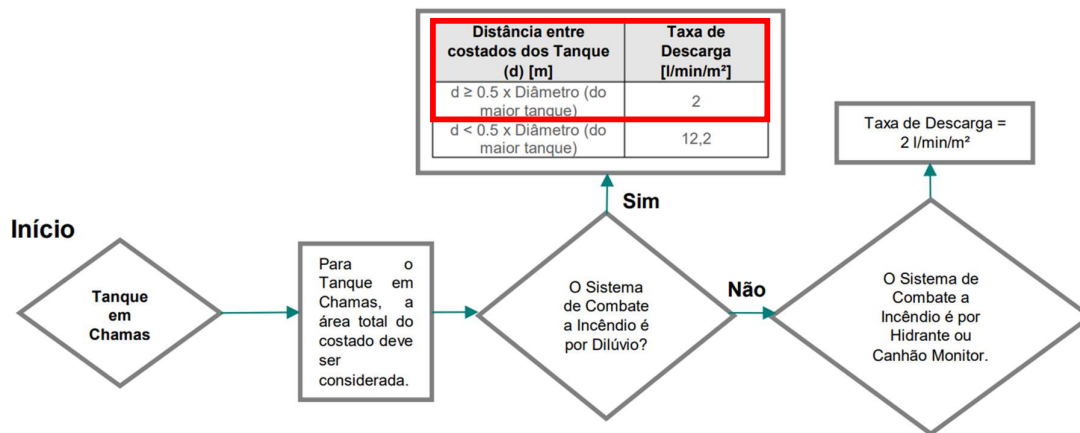 Distância entre
costados dos Tanque
(d) [m]
Taxa de
Descarga
[l/min/m²]
d ≥ 0.5 x Diâmetro (do
maior tanque)
2
d < 0.5 x Diâmetro (do
maior tanque)
12,2
Taxa de Descarga =
2 l/min/m²
Sim
Início
Tanque
em
Chamas
Para o
Tanque em
Chamas, a
área total do
costado deve
ser
considerada.
O Sistema
de Combate
a Incêndio é
por Dilúvio?
Não
O Sistema de
Combate a
Incêndio é por
Hidrante ou
Canhão Monitor.